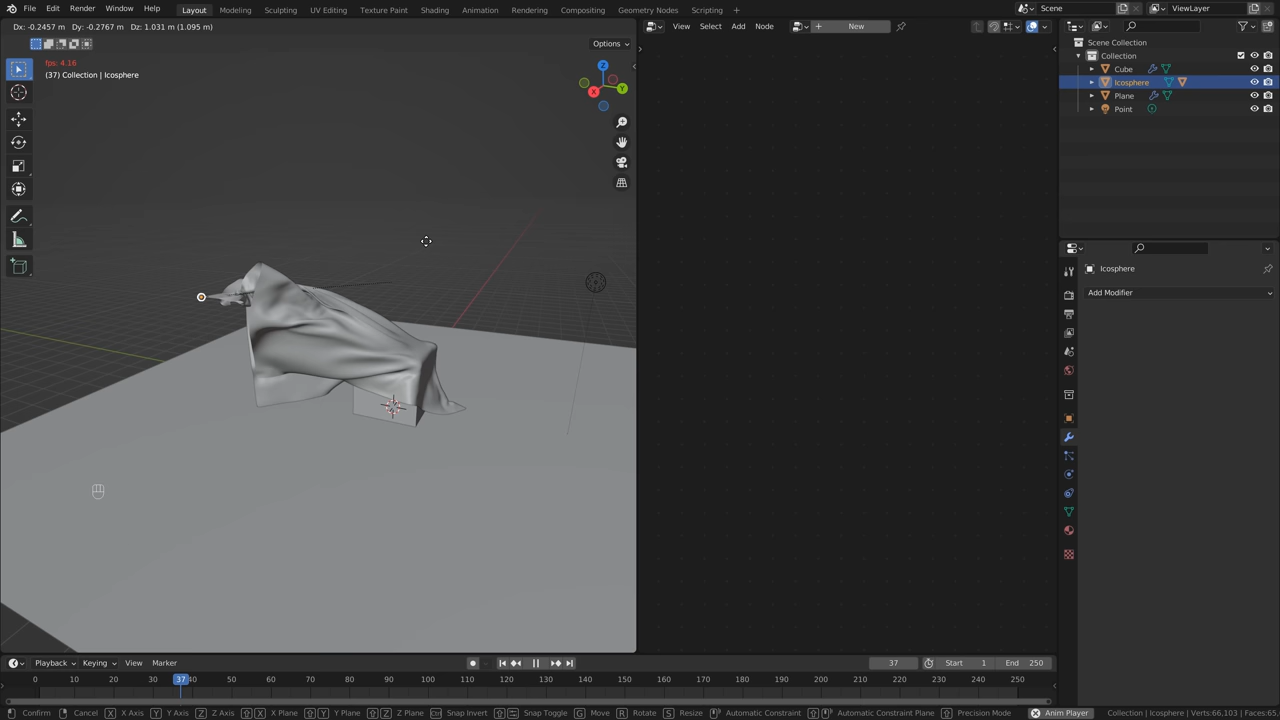 File Edit Render Window Help Layout Modeling Sculpting UV Editing Texture Paint Shading Animation Rendering Compositing Geometry Nodes Scripting + Scene ViewLayer
Dx: -0.2457 m Dy: -0.2767 m Dz: 1.031 m (1.095 m)
View Select Add Node New
Options
fps: 4.16
(37) Collection | Icosphere
Z
Y
X
Scene Collection
Collection
Cube
Icosphere
Plane
Point
Icosphere
Add Modifier
Playback Keying View Marker 37 Start 1 End 250
0 10 20 30 37 40 50 60 70 80 90 100 110 120 130 140 150 160 170 180 190 200 210 220 230 240 250
Confirm Cancel X X Axis Y Y Axis Z Z Axis X X Plane Y Y Plane Z Z Plane Snap Invert Snap Toggle G Move R Rotate S Resize Automatic Constraint Automatic Constraint Plane Precision Mode Anim Player Collection | Icosphere | Verts:66,103 | Faces:65